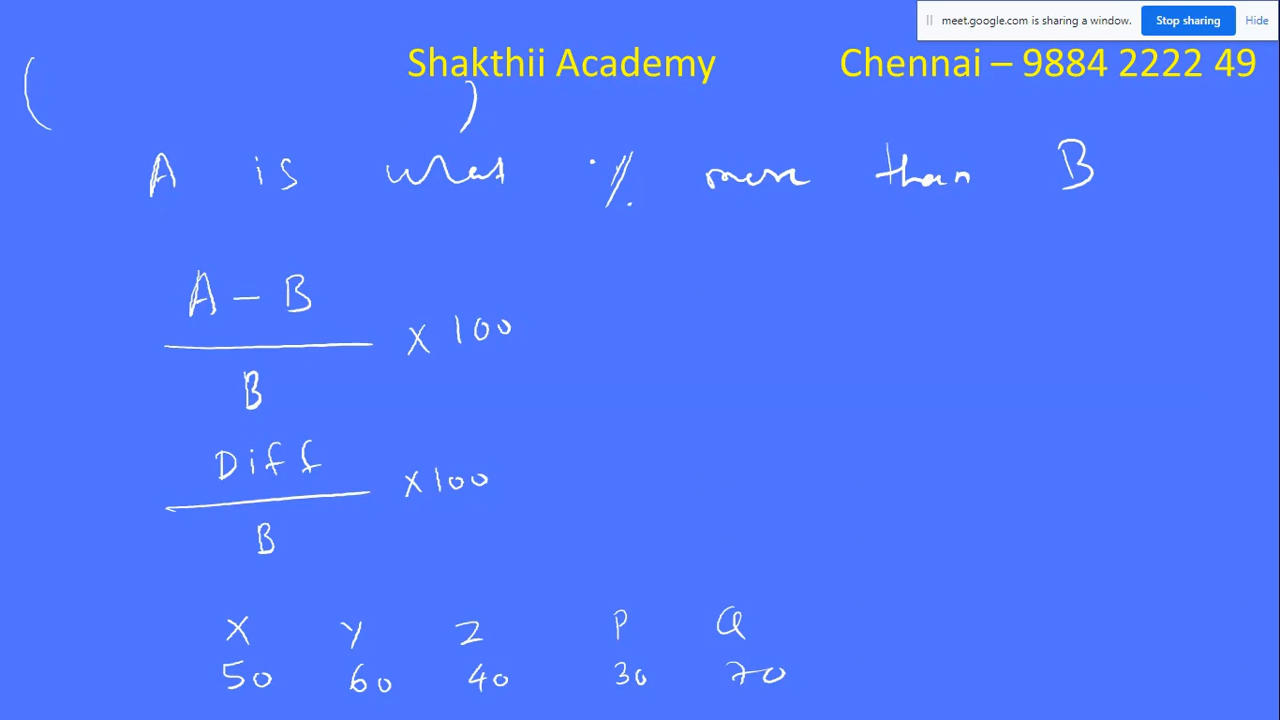 meet.google.com is sharing a window. Stop sharing Hide
Shakthii Academy Chennai – 9884 2222 49
( )
A is what % more than B
A - B
× 100
B
Diff
× 100
B
X Y Z P Q
50 60 40 30 70